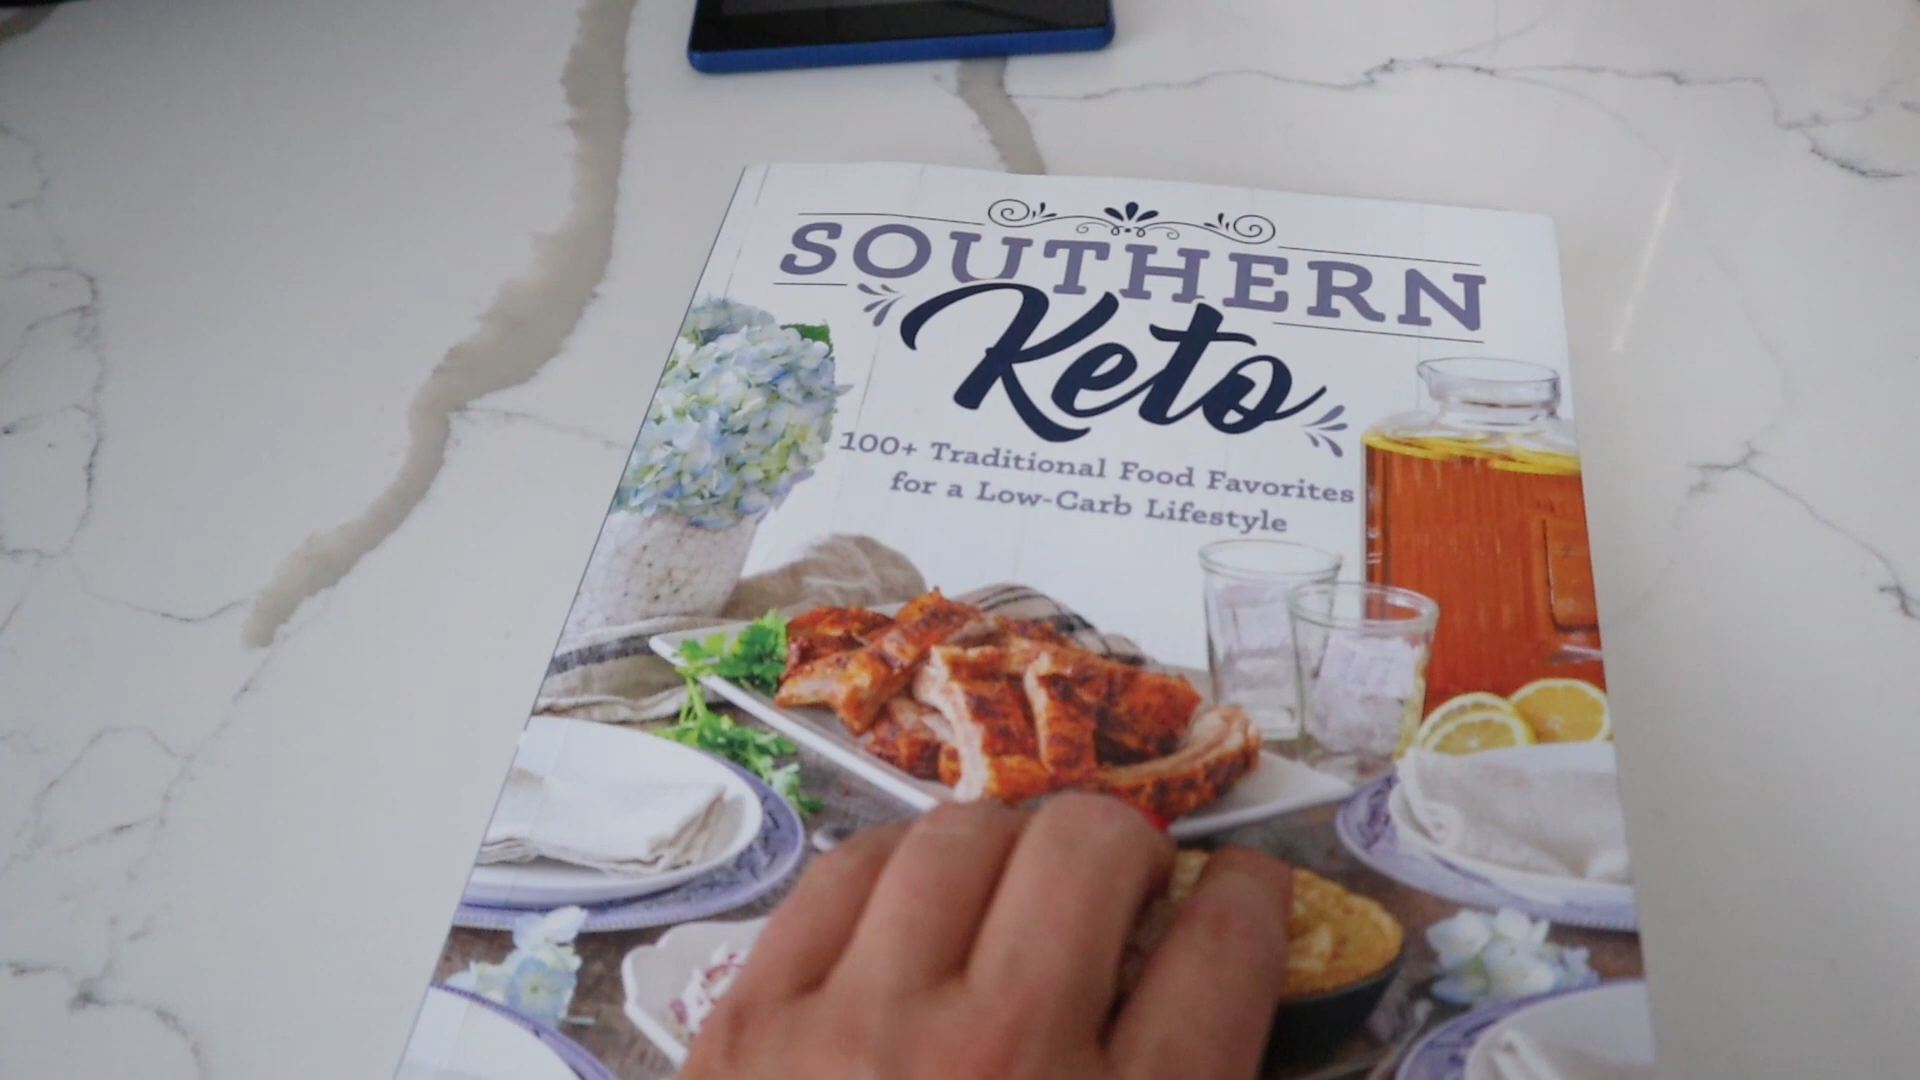 SOUTHERN
Keto
100+ Traditional Food Favorites
for a Low-Carb Lifestyle